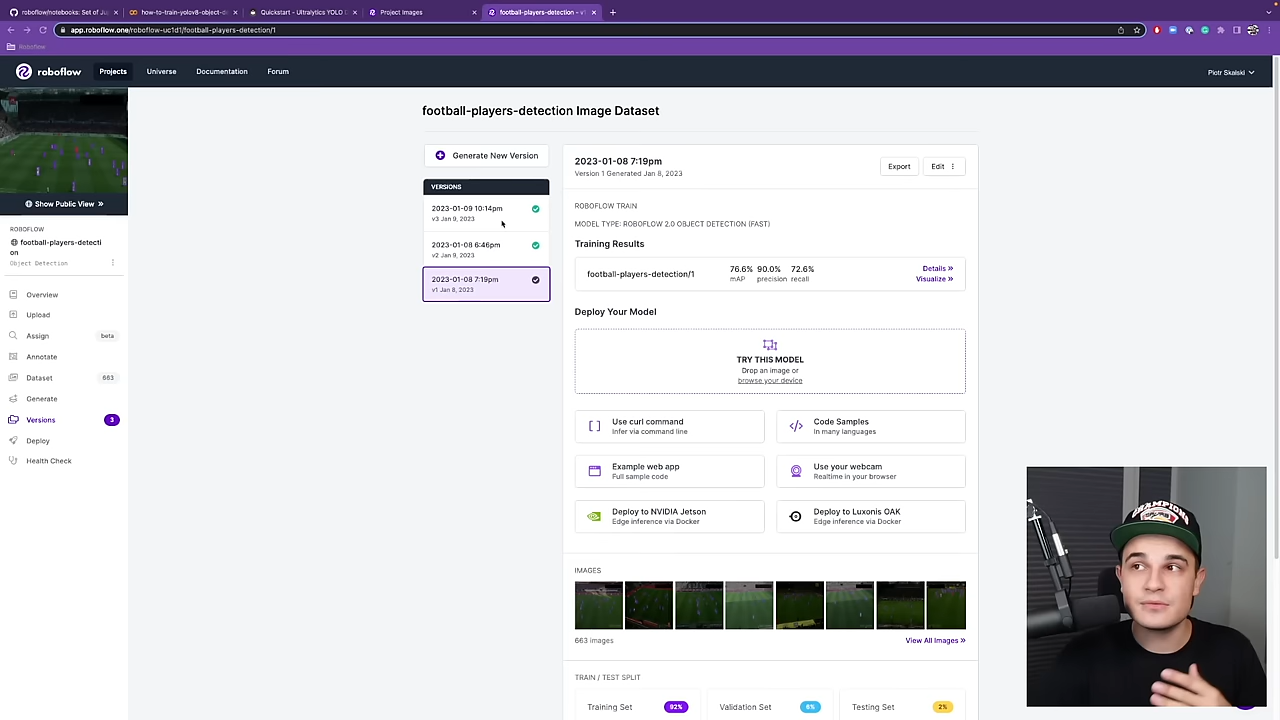 roboflow/notebooks: Set of Ju
how-to-train-yolov8-object-d
Quickstart - Ultralytics YOLO
Project Images
football-players-detection - v
app.roboflow.one/roboflow-uc1d1/football-players-detection/1
Roboflow
roboflow
Projects
Universe
Documentation
Forum
Piotr Skalski
Show Public View »
ROBOFLOW
football-players-detecti
on
Object Detection
Overview
Upload
Assign beta
Annotate
Dataset 663
Generate
Versions 3
Deploy
Health Check
football-players-detection Image Dataset
Generate New Version
VERSIONS
2023-01-09 10:14pm
v3 Jan 9, 2023
2023-01-08 6:46pm
v2 Jan 9, 2023
2023-01-08 7:19pm
v1 Jan 8, 2023
2023-01-08 7:19pm
Version 1 Generated Jan 8, 2023
Export
Edit
ROBOFLOW TRAIN
MODEL TYPE: ROBOFLOW 2.0 OBJECT DETECTION (FAST)
Training Results
football-players-detection/1
76.6% 90.0% 72.6%
mAP precision recall
Details »
Visualize »
Deploy Your Model
TRY THIS MODEL
Drop an image or
browse your device
Use curl command
Infer via command line
Code Samples
In many languages
Example web app
Full sample code
Use your webcam
Realtime in your browser
Deploy to NVIDIA Jetson
Edge inference via Docker
Deploy to Luxonis OAK
Edge inference via Docker
IMAGES
663 images
View All Images »
TRAIN / TEST SPLIT
Training Set 92%
Validation Set 6%
Testing Set 2%
CHAMPIONS